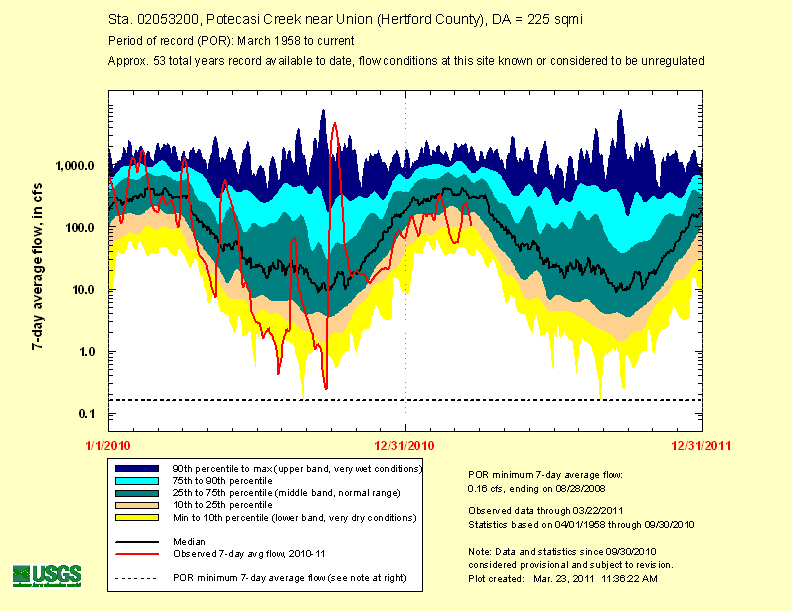 Sta. 02053200, Potecasi Creek near Union (Hertford County), DA = 225 sqmi
Period of record (POR): March 1958 to current
Approx. 53 total years record available to date, flow conditions at this site known or considered to be unregulated
7-day average flow, in cfs
1,000.0
100.0
10.0
1.0
0.1
1/1/2010
12/31/2010
12/31/2011
90th percentile to max (upper band, very wet conditions)
75th to 90th percentile
25th to 75th percentile (middle band, normal range)
10th to 25th percentile
Min to 10th percentile (lower band, very dry conditions)
Median
Observed 7-day avg flow, 2010-11
POR minimum 7-day average flow (see note at right)
POR minimum 7-day average flow:
0.16 cfs, ending on 08/28/2008
Observed data through 03/22/2011
Statistics based on 04/01/1958 through 09/30/2010
Note: Data and statistics since 09/30/2010
considered provisional and subject to revision.
Plot created: Mar. 23, 2011 11:36:22 AM
USGS